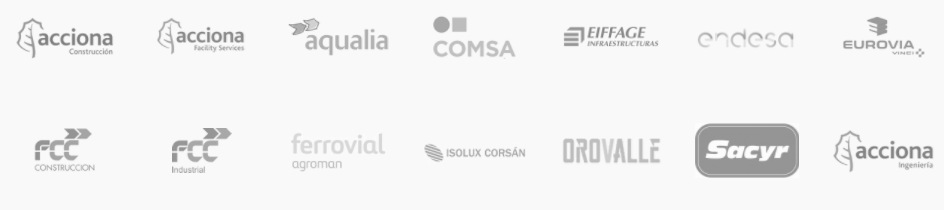 acciona
Construcción
acciona
Facility Services
aqualia
COMSA
EIFFAGE
INFRAESTRUCTURAS
endesa
EUROVIA
VINCI
FCC
CONSTRUCCION
FCC
Industrial
ferrovial
agroman
ISOLUX CORSÁN
OROVALLE
Sacyr
acciona
Ingeniería